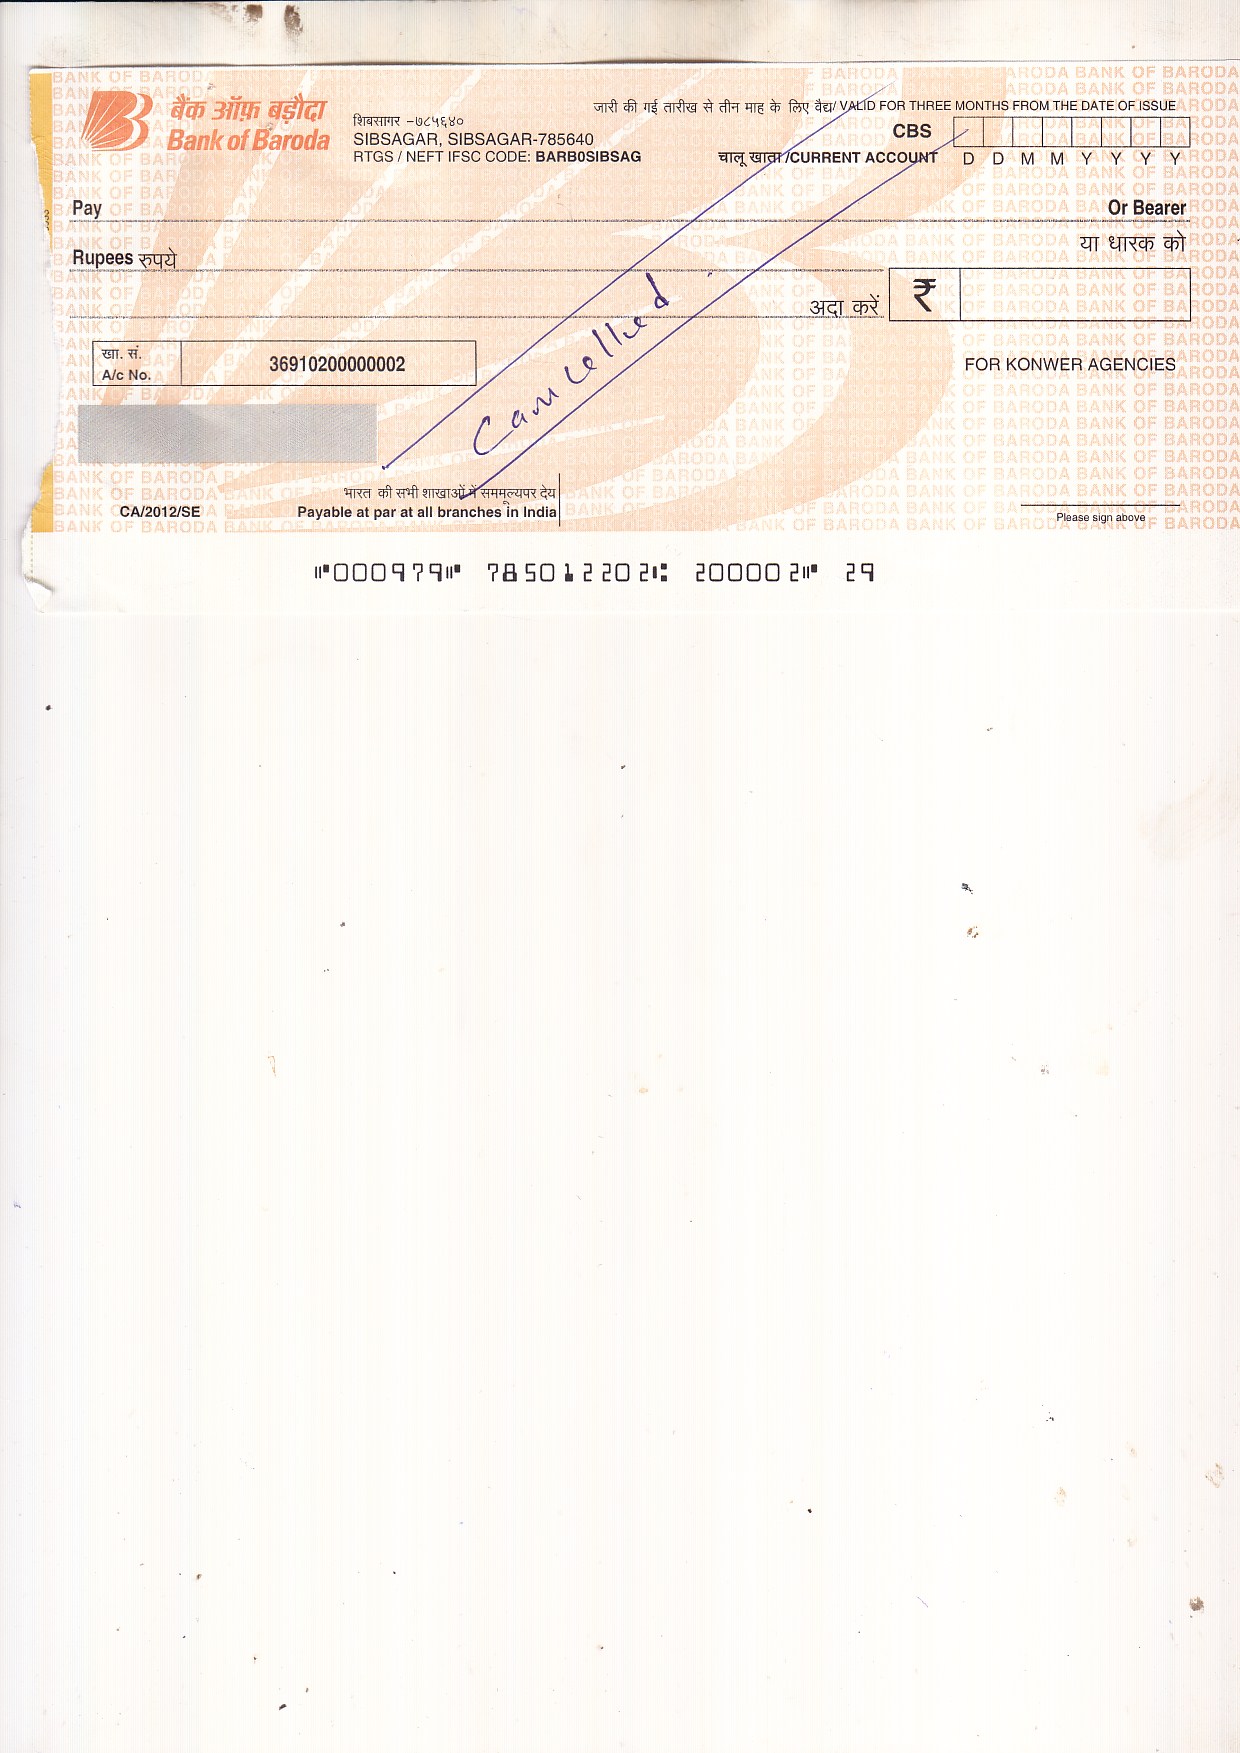 बैंक ऑफ़ बड़ौदा
Bank of Baroda
शिबसागर -७८५६४०
SIBSAGAR, SIBSAGAR-785640
RTGS / NEFT IFSC CODE: BARB0SIBSAG
जारी की गई तारीख से तीन माह के लिए वैद्य/ VALID FOR THREE MONTHS FROM THE DATE OF ISSUE
CBS
चालू खाता/CURRENT ACCOUNT
D D M M Y Y Y Y
Pay
Or Bearer
या धारक को
Rupees रुपये
अदा करें
₹
Cancellied
खा. सं.
A/c No.
36910200000002
FOR KONWER AGENCIES
भारत की सभी शाखाओं में सममूल्यपर देय
CA/2012/SE
Payable at par at all branches in India
Please sign above
⑈000979⑈ 785012202⑆ 200002⑈ 29